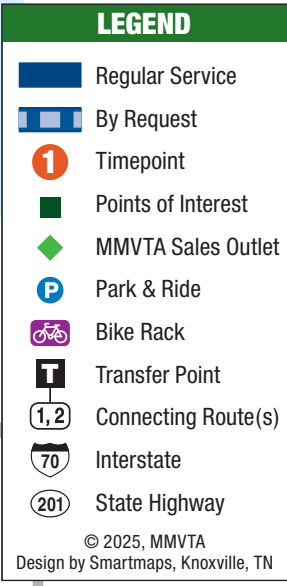 LEGEND
Regular Service
By Request
1 Timepoint
Points of Interest
MMVTA Sales Outlet
P Park & Ride
Bike Rack
T Transfer Point
1, 2 Connecting Route(s)
70 Interstate
201 State Highway
© 2025, MMVTA
Design by Smartmaps, Knoxville, TN